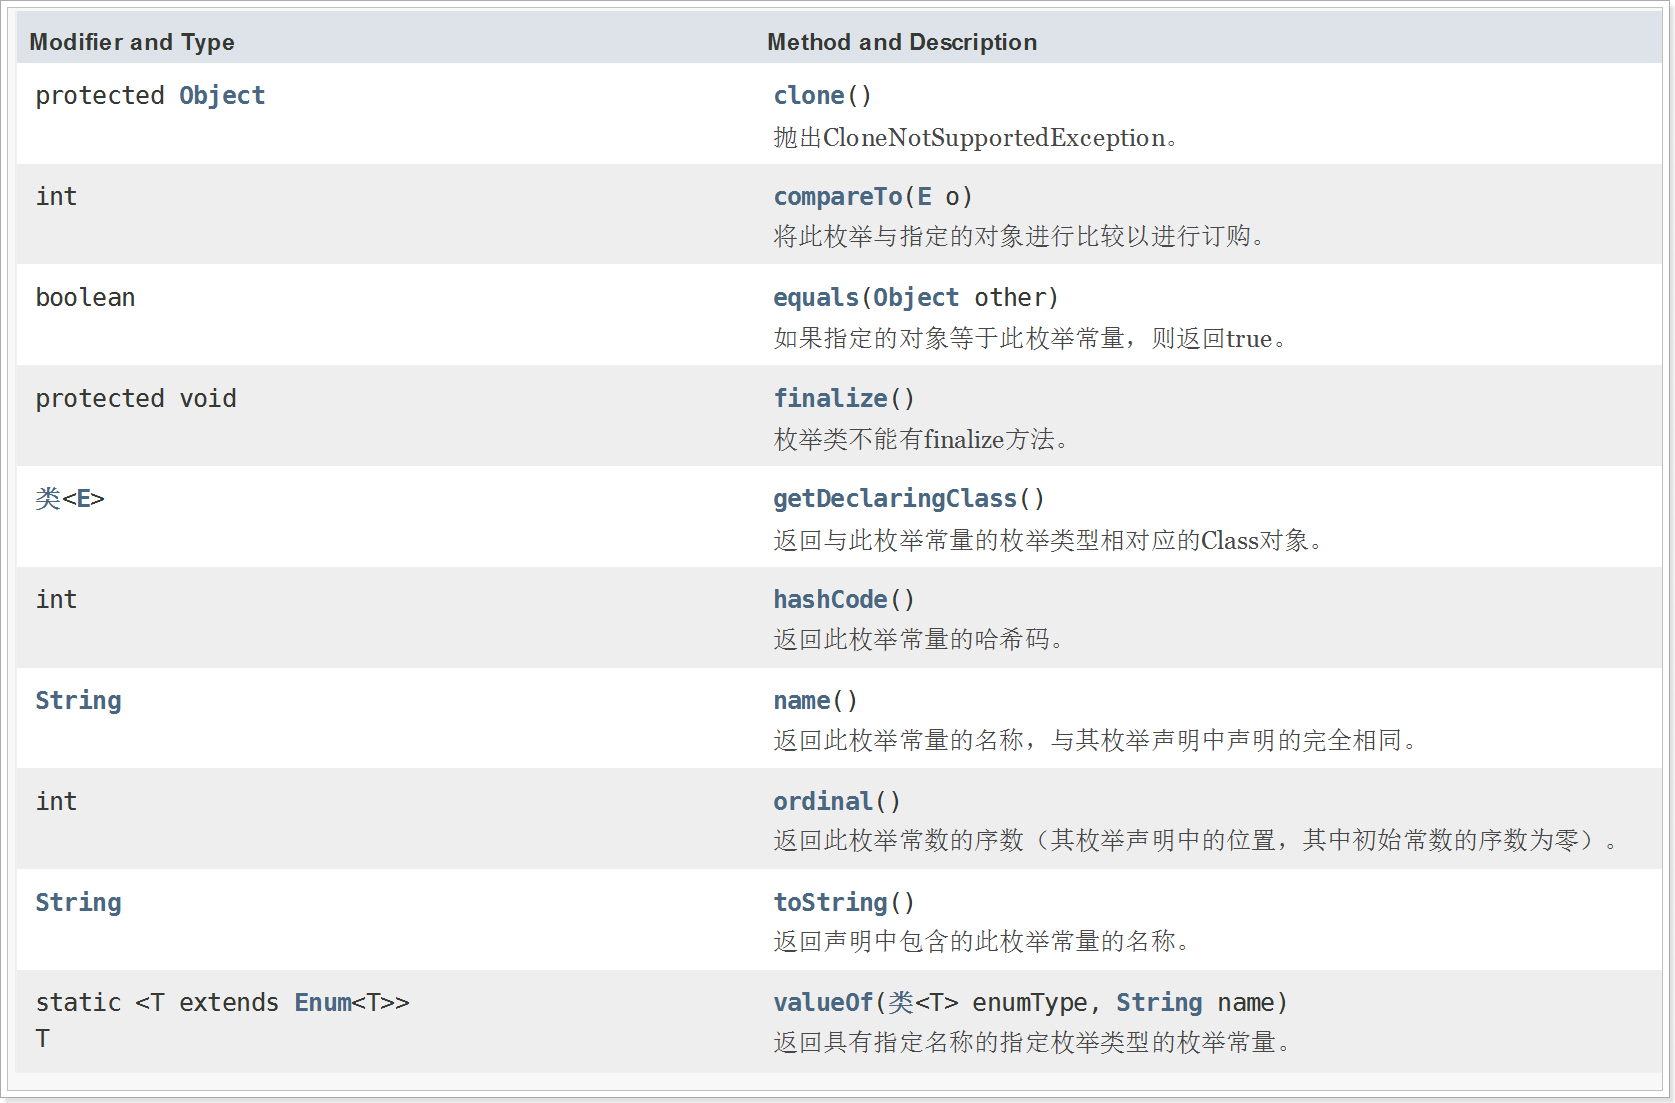 Modifier and Type Method and Description
protected Object clone()
抛出CloneNotSupportedException。
int compareTo(E o)
将此枚举与指定的对象进行比较以进行订购。
boolean equals(Object other)
如果指定的对象等于此枚举常量，则返回true。
protected void finalize()
枚举类不能有finalize方法。
类<E> getDeclaringClass()
返回与此枚举常量的枚举类型相对应的Class对象。
int hashCode()
返回此枚举常量的哈希码。
String name()
返回此枚举常量的名称，与其枚举声明中声明的完全相同。
int ordinal()
返回此枚举常数的序数（其枚举声明中的位置，其中初始常数的序数为零）。
String toString()
返回声明中包含的此枚举常量的名称。
static <T extends Enum<T>> valueOf(类<T> enumType, String name)
T 返回具有指定名称的指定枚举类型的枚举常量。